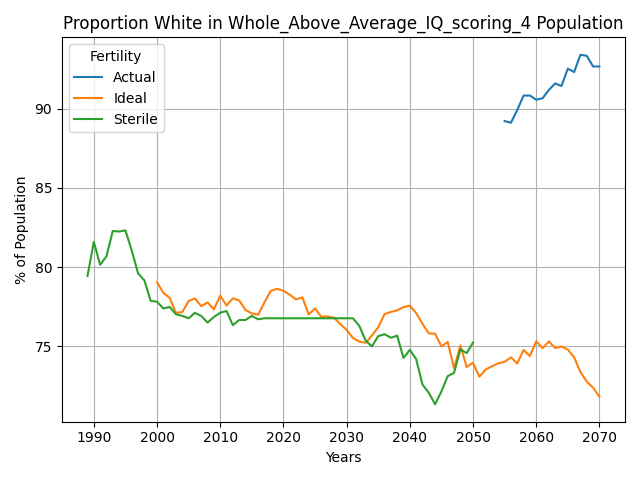 Proportion White in Whole_Above_Average_IQ_scoring_4 Population
Fertility
Actual
Ideal
Sterile
% of Population
90
85
80
75
1990 2000 2010 2020 2030 2040 2050 2060 2070
Years